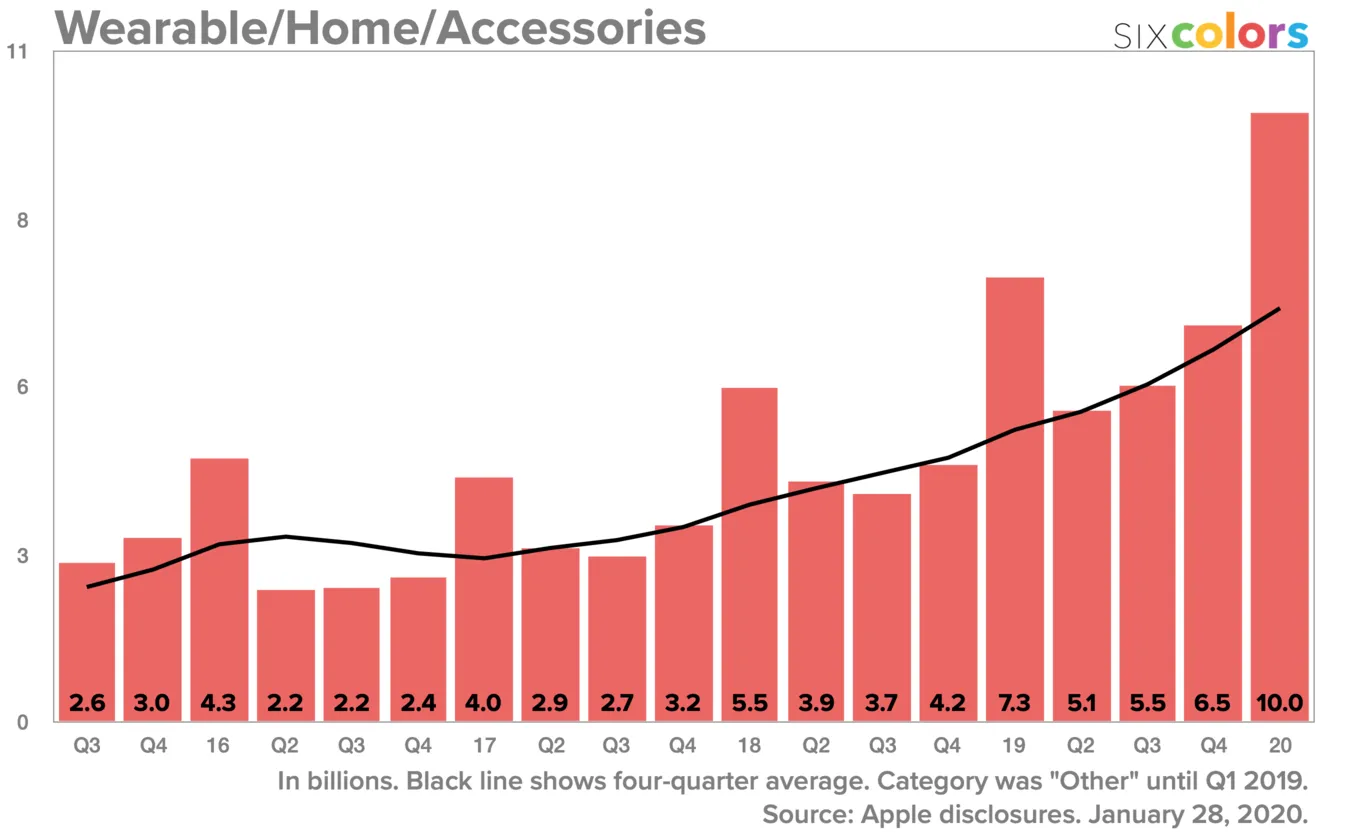 Wearable/Home/Accessories
sixcolors
11
8
6
3
0
2.6 3.0 4.3 2.2 2.2 2.4 4.0 2.9 2.7 3.2 5.5 3.9 3.7 4.2 7.3 5.1 5.5 6.5 10.0
Q3 Q4 16 Q2 Q3 Q4 17 Q2 Q3 Q4 18 Q2 Q3 Q4 19 Q2 Q3 Q4 20
In billions. Black line shows four-quarter average. Category was "Other" until Q1 2019.
Source: Apple disclosures. January 28, 2020.